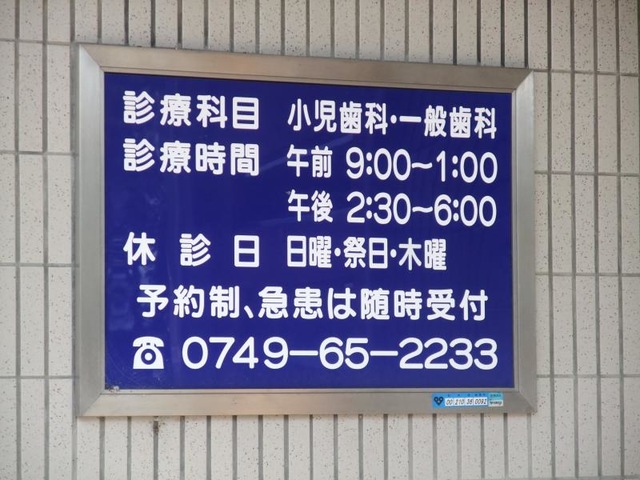 診療科目 小児歯科・一般歯科
診療時間 午前 9:00～1:00
午後 2:30～6:00
休診日 日曜・祭日・木曜
予約制、急患は随時受付
☎ 0749-65-2233